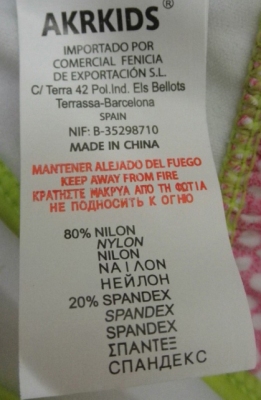 AKRKIDS®
IMPORTADO POR
COMERCIAL FENICIA
DE EXPORTACIÓN S.L.
C/ Terra 42 Pol.Ind. Els Bellots
Terrassa-Barcelona
SPAIN
NIF: B-35298710
MADE IN CHINA
MANTENER ALEJADO DEL FUEGO
KEEP AWAY FROM FIRE
ΚΡΑΤΗΣΤΕ ΜΑΚΡΥΑ ΑΠΟ ΤΗ ΦΩΤΙΑ
НЕ ПОДНОСИТЬ К ОГНЮ
80% NILON
NYLON
NILON
ΝΑΙΛΟΝ
НЕЙЛОН
20% SPANDEX
SPANDEX
SPANDEX
ΣΠΑΝΤΕΞ
СПАНДЕКС